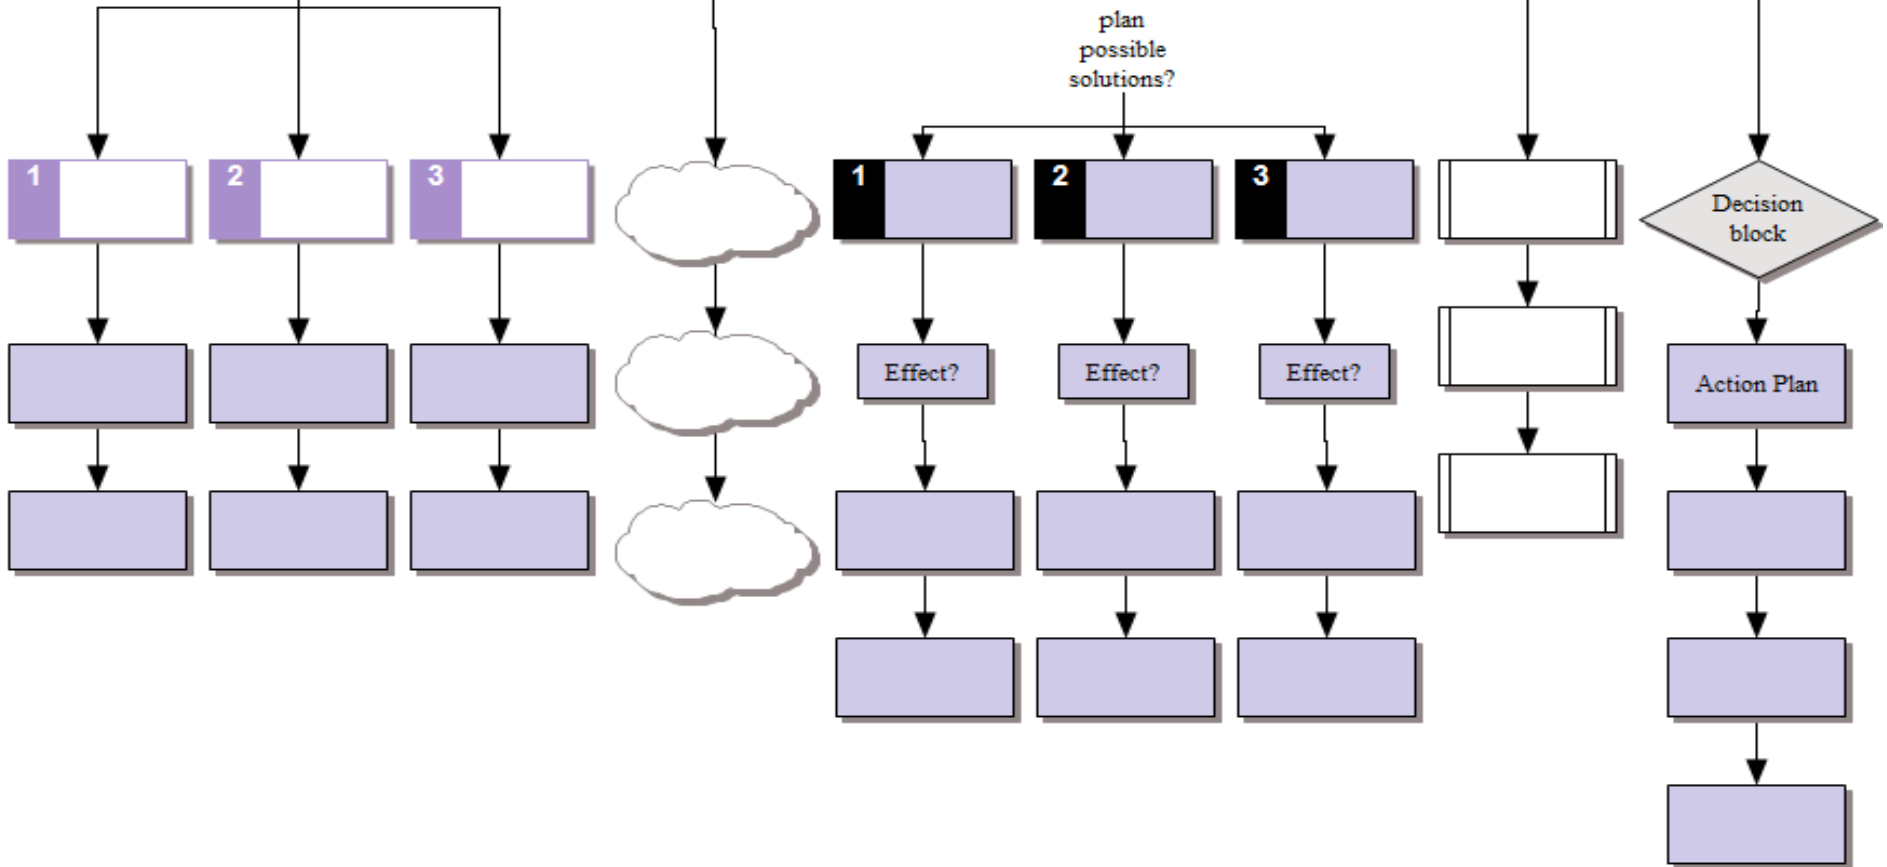 plan
possible
solutions?
1
2
3
1
2
3
Decision
block
Effect?
Effect?
Effect?
Action Plan